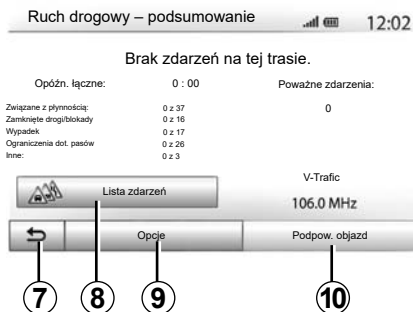 Ruch drogowy – podsumowanie 12:02
Brak zdarzeń na tej trasie.
Opóźn. łączne: 0 : 00 Poważne zdarzenia:
Związane z płynnością: 0 z 37 0
Zamknięte drogi/blokady 0 z 16
Wypadek 0 z 17
Ograniczenia dot. pasów 0 z 26
Inne: 0 z 3
V-Trafic
Lista zdarzeń
106.0 MHz
Opcje Podpow. objazd
7 8 9 10